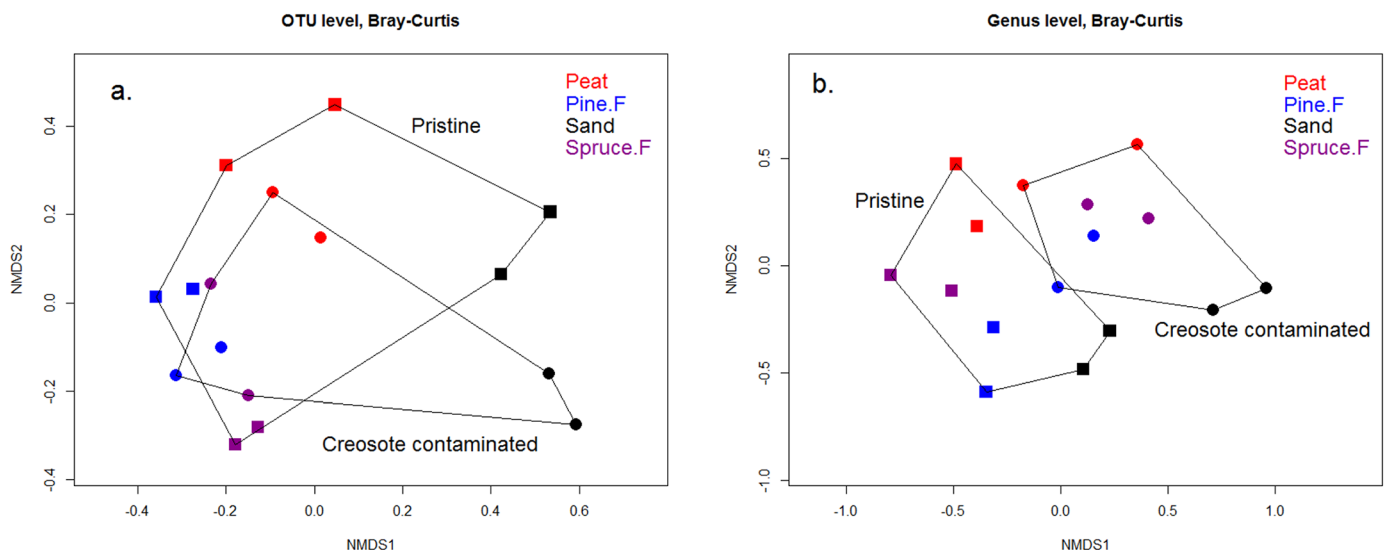 OTU level, Bray-Curtis
a.
Peat
Pine.F
Sand
Spruce.F
Pristine
Creosote contaminated
0.4
0.2
0.0
-0.2
-0.4
NMDS2
-0.4 -0.2 0.0 0.2 0.4 0.6
NMDS1
Genus level, Bray-Curtis
b.
Peat
Pine.F
Sand
Spruce.F
Pristine
Creosote contaminated
0.5
0.0
-0.5
-1.0
NMDS2
-1.0 -0.5 0.0 0.5 1.0
NMDS1